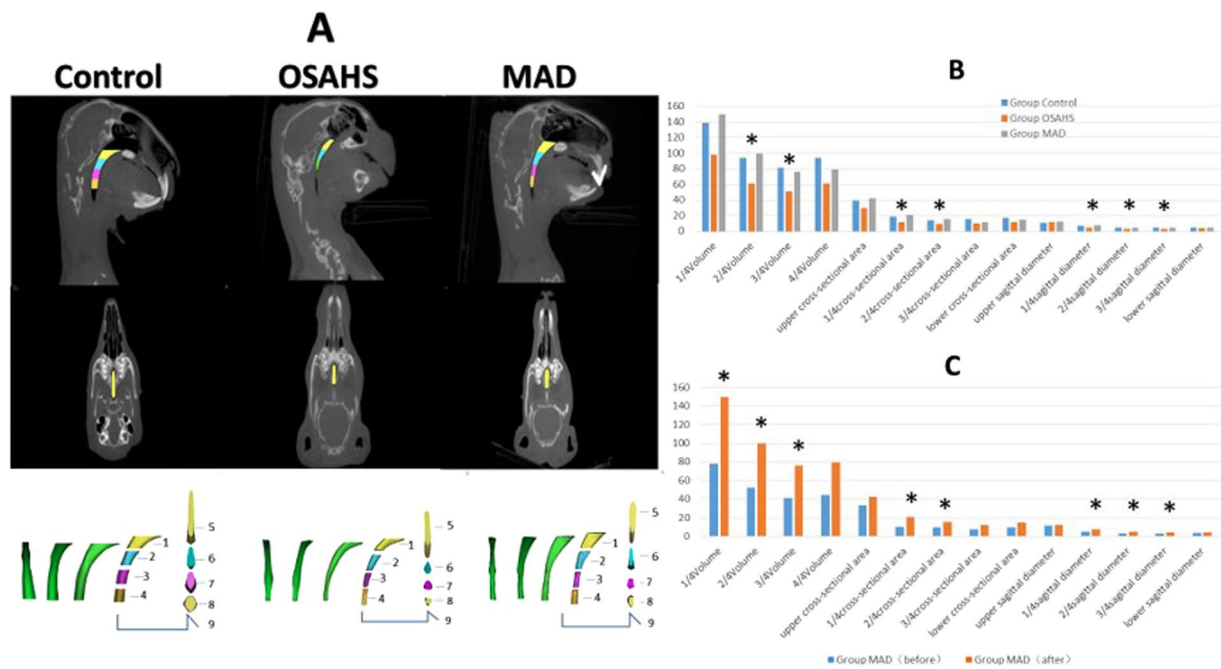 A
Control OSAHS MAD
1 2 3 4 5 6 7 8 9
1 2 3 4 5 6 7 8 9
1 2 3 4 5 6 7 8 9
B
Group Control
Group OSAHS
Group MAD
160
140
120
100
80
60
40
20
0
* * * * * * *
1/4Volume
2/4Volume
3/4Volume
4/4Volume
upper cross-sectional area
1/4cross-sectional area
2/4cross-sectional area
3/4cross-sectional area
lower cross-sectional area
upper sagittal diameter
1/4sagittal diameter
2/4sagittal diameter
3/4sagittal diameter
lower sagittal diameter
C
160
140
120
100
80
60
40
20
0
* * * * * * * *
1/4Volume
2/4Volume
3/4Volume
4/4Volume
upper cross-sectional area
1/4cross-sectional area
2/4cross-sectional area
3/4cross-sectional area
lower cross-sectional area
upper sagittal diameter
1/4sagittal diameter
2/4sagittal diameter
3/4sagittal diameter
lower sagittal diameter
Group MAD（before） Group MAD（after）